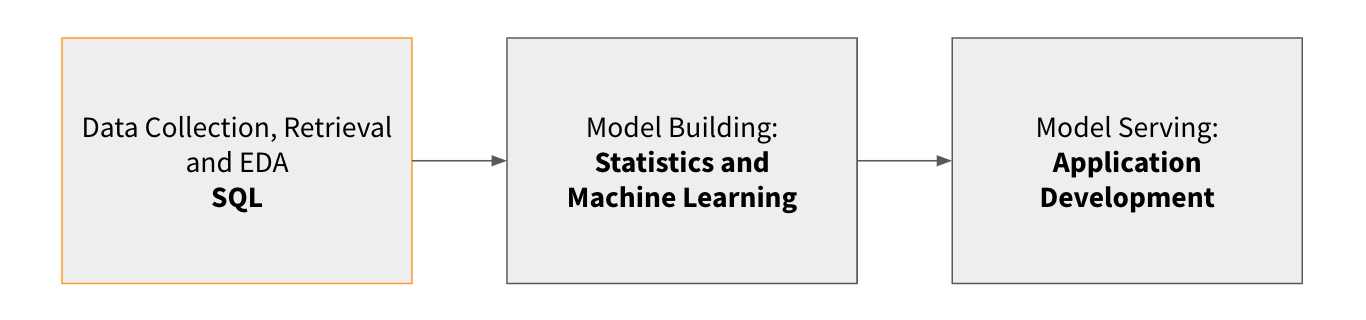 Data Collection, Retrieval
and EDA
SQL
Model Building:
Statistics and
Machine Learning
Model Serving:
Application
Development